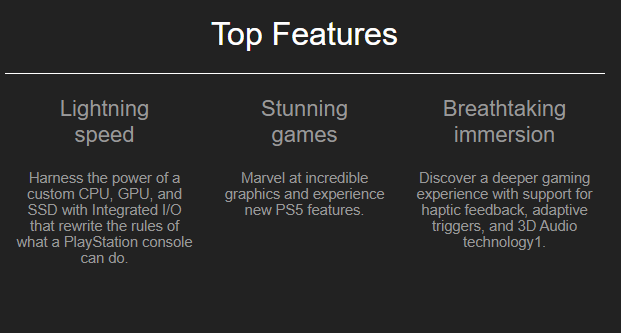 Top Features
Lightning
speed
Harness the power of a
custom CPU, GPU, and
SSD with Integrated I/O
that rewrite the rules of
what a PlayStation console
can do.
Stunning
games
Marvel at incredible
graphics and experience
new PS5 features.
Breathtaking
immersion
Discover a deeper gaming
experience with support for
haptic feedback, adaptive
triggers, and 3D Audio
technology1.